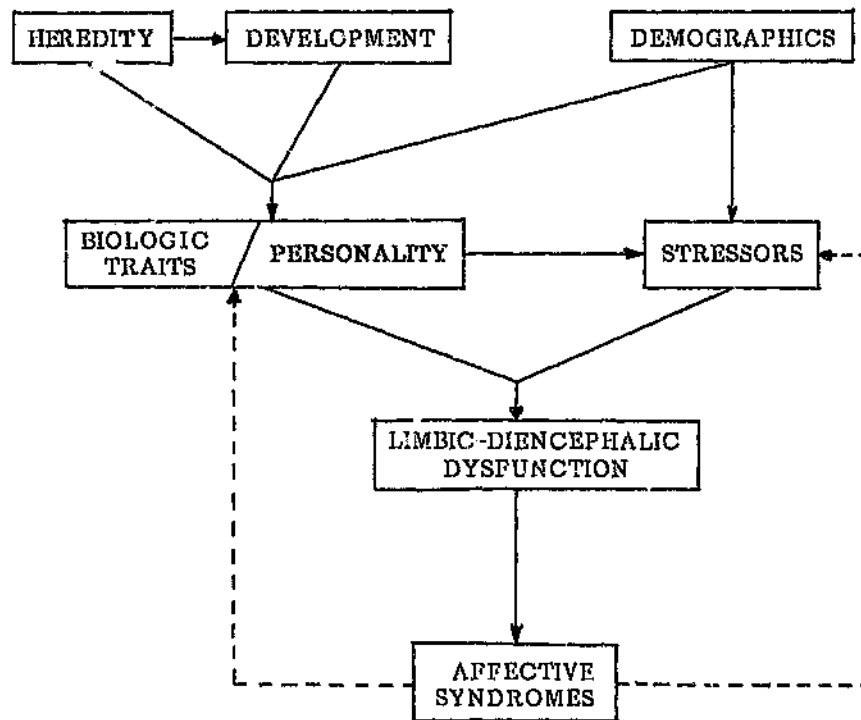 HEREDITY
DEVELOPMENT
DEMOGRAPHICS
BIOLOGIC
TRAITS
PERSONALITY
STRESSORS
LIMBIC-DIENCEPHALIC
DYSFUNCTION
AFFECTIVE
SYNDROMES